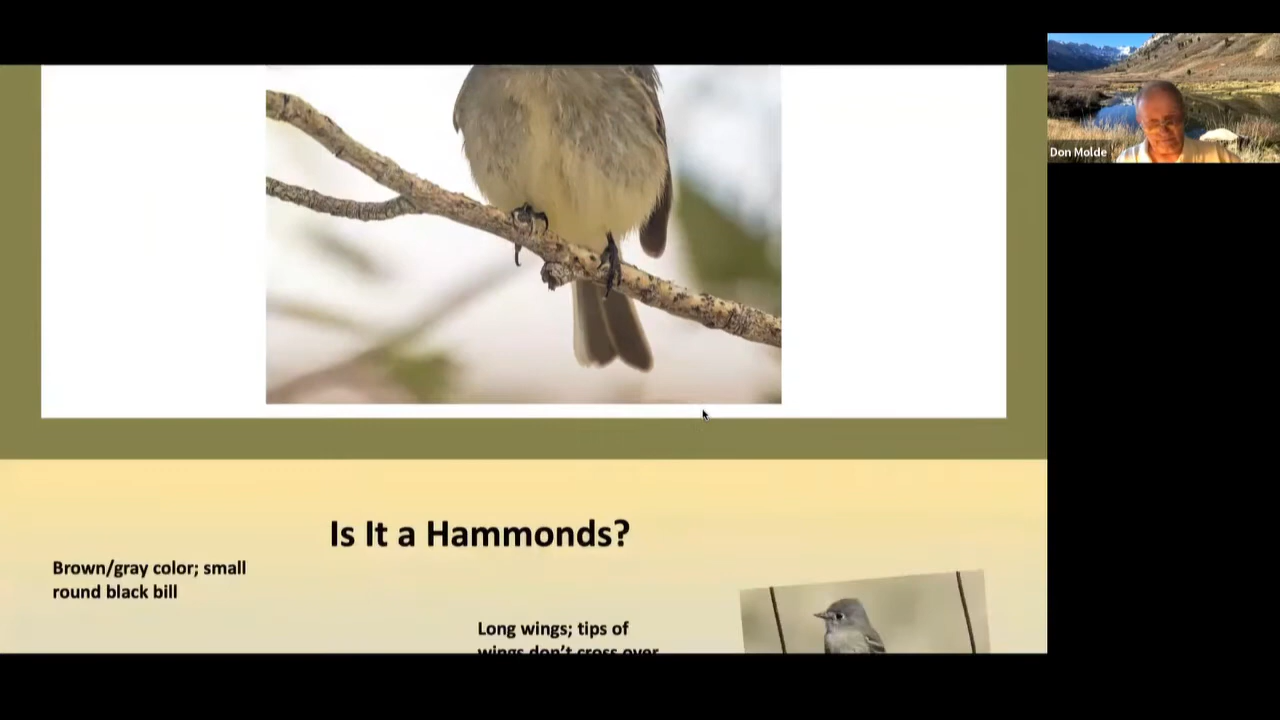 Don Molde
Is It a Hammonds?
Brown/gray color; small
round black bill
Long wings; tips of
wings don't cross over